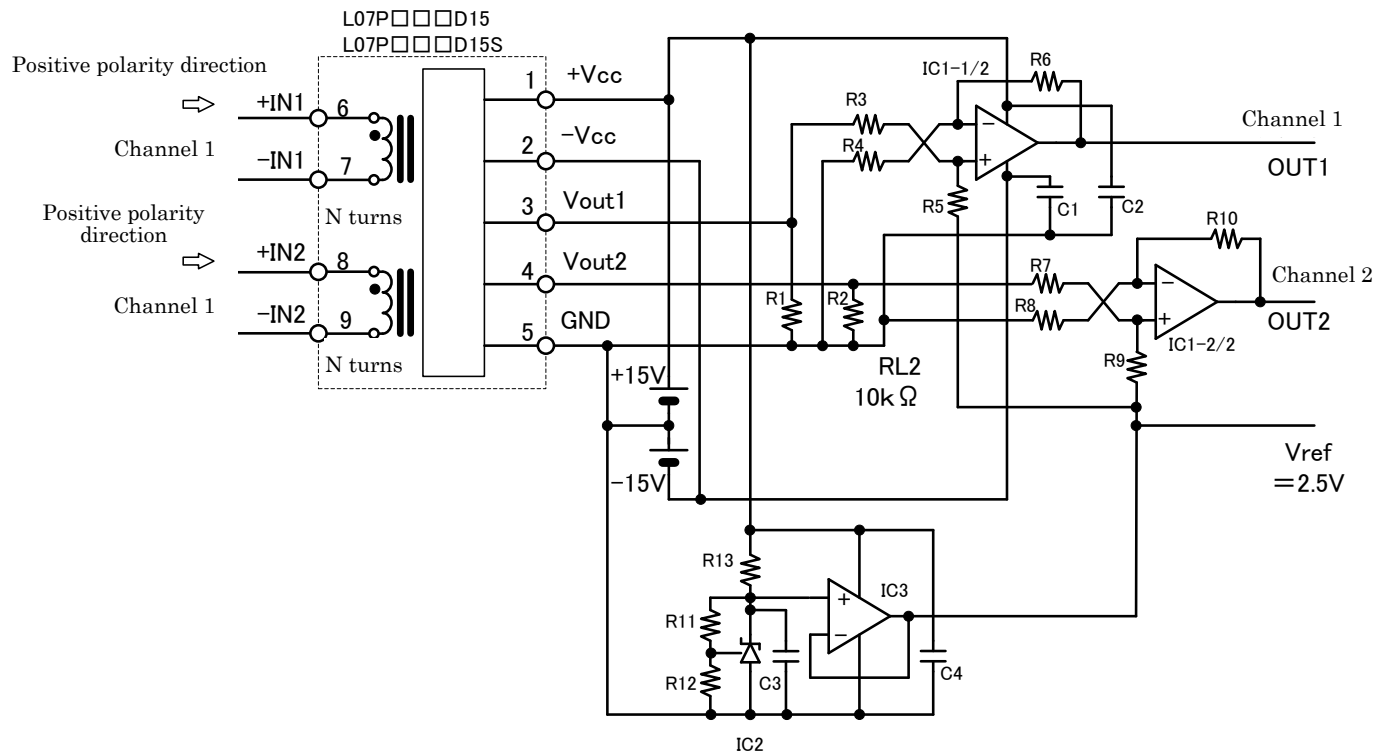 L07P□□□D15
L07P□□□D15S
Positive polarity direction
+IN1
6
Channel 1
-IN1
7
N turns
Positive polarity
direction
+IN2
8
Channel 1
-IN2
9
N turns
1
+Vcc
2
-Vcc
3
Vout1
4
Vout2
5
GND
R1
R2
R3
R4
R5
IC1-1/2
R6
C1
C2
Channel 1
OUT1
R7
R8
R9
R10
IC1-2/2
Channel 2
OUT2
RL2
10kΩ
+15V
-15V
Vref
=2.5V
R13
R11
R12
C3
IC3
C4
IC2